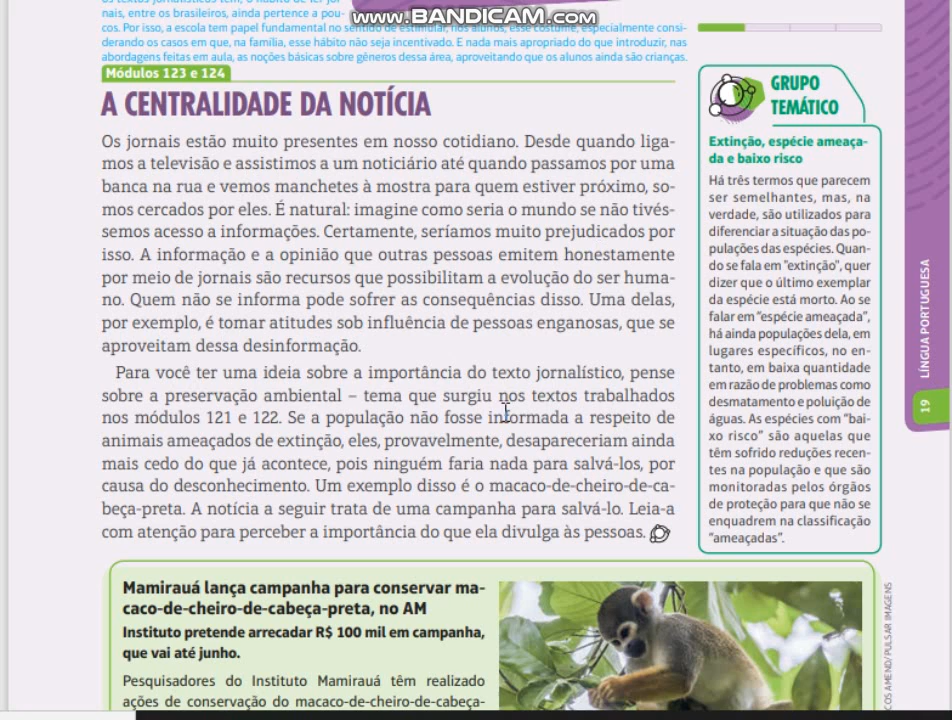 os textos jornalísticos tem, o hábito de ler jor-
nais, entre os brasileiros, ainda pertence a pou-
cos. Por isso, a escola tem papel fundamental no sentido de estimular, nos alunos, esse costume, especialmente consi-
derando os casos em que, na família, esse hábito não seja incentivado. E nada mais apropriado do que introduzir, nas
abordagens feitas em aula, as noções básicas sobre gêneros dessa área, aproveitando que os alunos ainda são crianças.
www.BANDICAM.com
Módulos 123 e 124
A CENTRALIDADE DA NOTÍCIA
Os jornais estão muito presentes em nosso cotidiano. Desde quando liga-
mos a televisão e assistimos a um noticiário até quando passamos por uma
banca na rua e vemos manchetes à mostra para quem estiver próximo, so-
mos cercados por eles. É natural: imagine como seria o mundo se não tivés-
semos acesso a informações. Certamente, seríamos muito prejudicados por
isso. A informação e a opinião que outras pessoas emitem honestamente
por meio de jornais são recursos que possibilitam a evolução do ser huma-
no. Quem não se informa pode sofrer as consequências disso. Uma delas,
por exemplo, é tomar atitudes sob influência de pessoas enganosas, que se
aproveitam dessa desinformação.
Para você ter uma ideia sobre a importância do texto jornalístico, pense
sobre a preservação ambiental – tema que surgiu nos textos trabalhados
nos módulos 121 e 122. Se a população não fosse informada a respeito de
animais ameaçados de extinção, eles, provavelmente, desapareceriam ainda
mais cedo do que já acontece, pois ninguém faria nada para salvá-los, por
causa do desconhecimento. Um exemplo disso é o macaco-de-cheiro-de-ca-
beça-preta. A notícia a seguir trata de uma campanha para salvá-lo. Leia-a
com atenção para perceber a importância do que ela divulga às pessoas.
GRUPO
TEMÁTICO
Extinção, espécie ameaça-
da e baixo risco
Há três termos que parecem
ser semelhantes, mas, na
verdade, são utilizados para
diferenciar a situação das po-
pulações das espécies. Quan-
do se fala em "extinção", quer
dizer que o último exemplar
da espécie está morto. Ao se
falar em "espécie ameaçada",
há ainda populações dela, em
lugares específicos, no en-
tanto, em baixa quantidade
em razão de problemas como
desmatamento e poluição de
águas. As espécies com "bai-
xo risco" são aquelas que
têm sofrido reduções recen-
tes na população e que são
monitoradas pelos órgãos
de proteção para que não se
enquadrem na classificação
"ameaçadas".
LÍNGUA PORTUGUESA
19
Mamirauá lança campanha para conservar ma-
caco-de-cheiro-de-cabeça-preta, no AM
Instituto pretende arrecadar R$ 100 mil em campanha,
que vai até junho.
Pesquisadores do Instituto Mamirauá têm realizado
ações de conservação do macaco-de-cheiro-de-cabeça-
COS AMEND/PULSAR IMAGENS